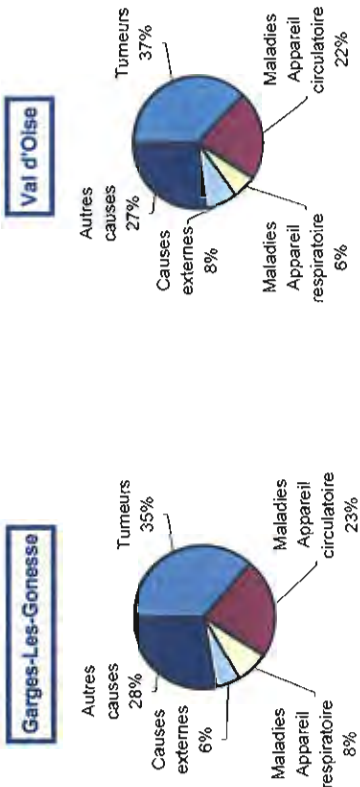 Garges-Les-Gonesse
Autres
causes
28%
Tumeurs
35%
Causes
externes
6%
Maladies
Appareil
respiratoire
8%
Maladies
Appareil
circulatoire
23%
Val d'Oise
Autres
causes
27%
Tumeurs
37%
Causes
externes
8%
Maladies
Appareil
respiratoire
6%
Maladies
Appareil
circulatoire
22%